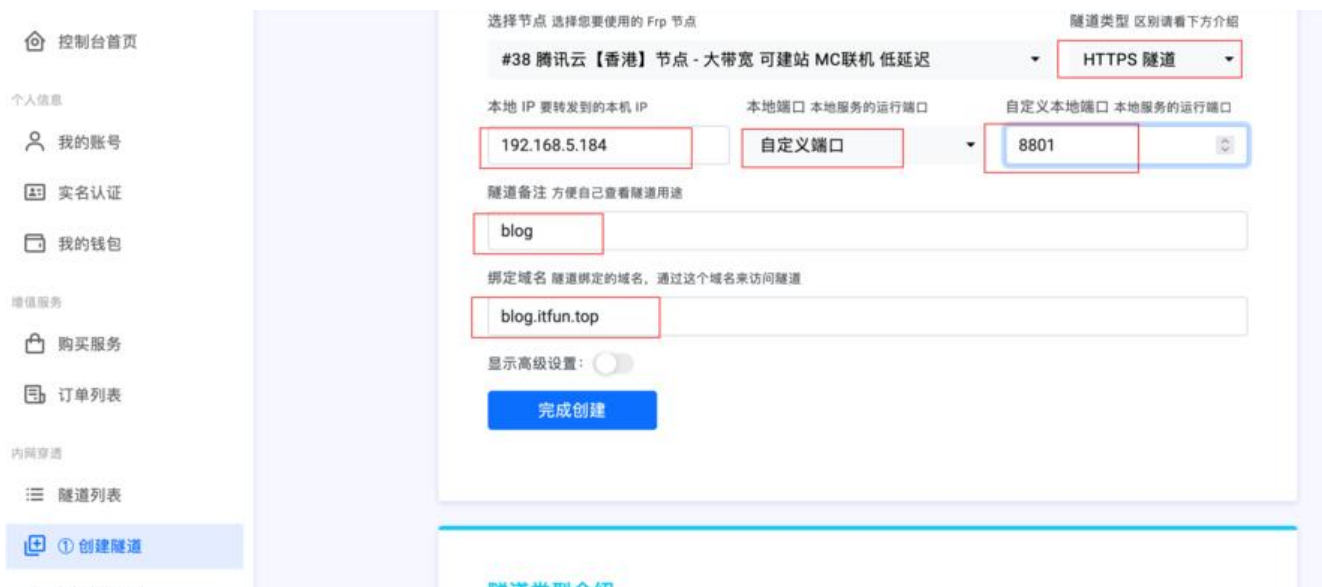 控制台首页
个人信息
我的账号
实名认证
我的钱包
增值服务
购买服务
订单列表
内网穿透
隧道列表
① 创建隧道
选择节点 选择您要使用的 Frp 节点
隧道类型 区别请看下方介绍
#38 腾讯云【香港】节点 - 大带宽 可建站 MC联机 低延迟
HTTPS 隧道
本地 IP 要转发到的本机 IP
本地端口 本地服务的运行端口
自定义本地端口 本地服务的运行端口
192.168.5.184
自定义端口
8801
隧道备注 方便自己查看隧道用途
blog
绑定域名 隧道绑定的域名，通过这个域名来访问隧道
blog.itfun.top
显示高级设置：
完成创建
隧道类型介绍